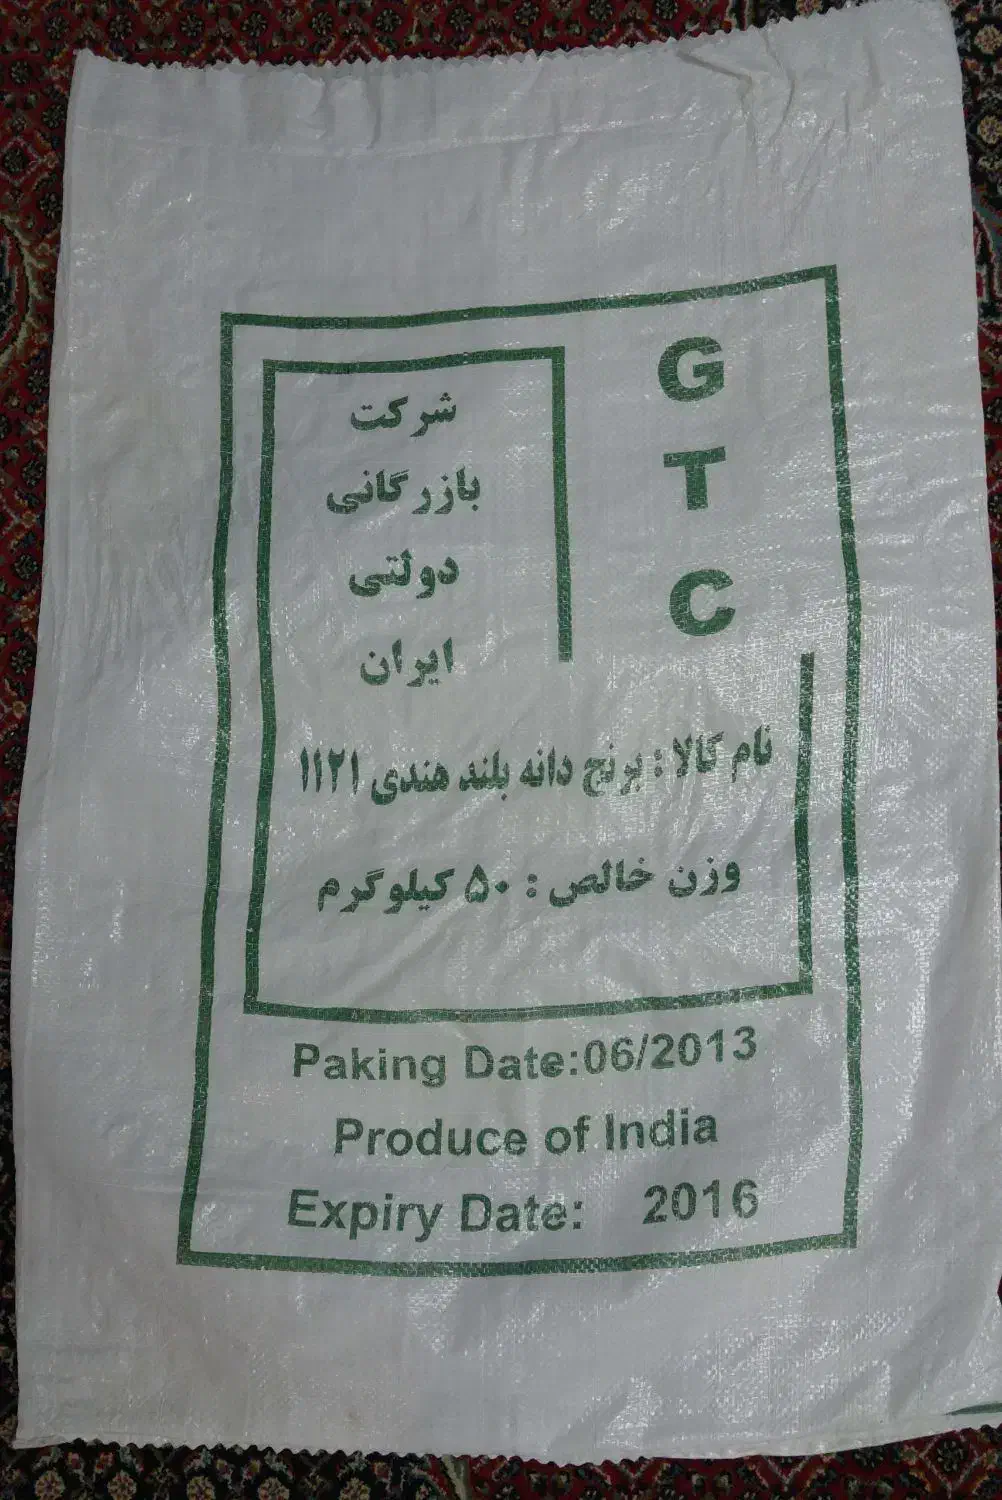 G
T
C
شرکت
بازرگانی
دولتی
ایران
نام کالا : برنج دانه بلند هندی ۱۱۲۱
وزن خالص : ۵۰ کیلوگرم
Paking Date:06/2013
Produce of India
Expiry Date: 2016